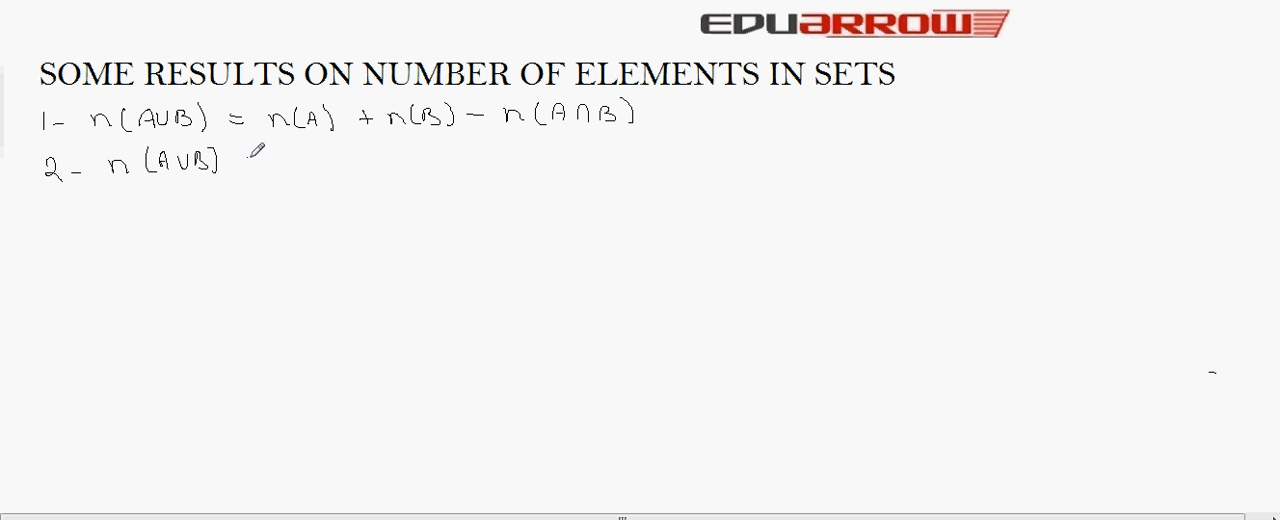 EDUARROW
SOME RESULTS ON NUMBER OF ELEMENTS IN SETS
1- n(A∪B) = n(A) + n(B) - n(A∩B)
2- n(A∪B)